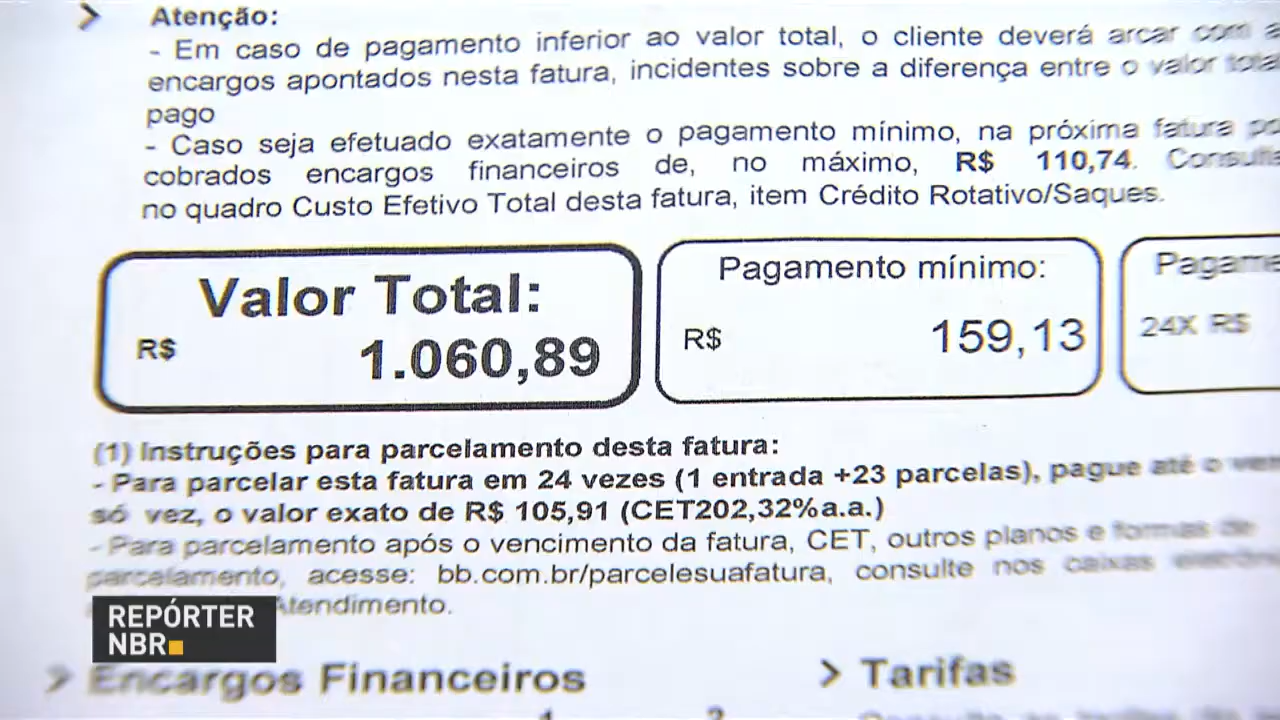 Atenção:
- Em caso de pagamento inferior ao valor total, o cliente deverá arcar com
encargos apontados nesta fatura, incidentes sobre a diferença entre o valor total
pago
- Caso seja efetuado exatamente o pagamento mínimo, na próxima fatura
cobrados encargos financeiros de, no máximo, R$ 110,74. Consulte
no quadro Custo Efetivo Total desta fatura, item Crédito Rotativo/Saques.
Valor Total:
R$ 1.060,89
Pagamento mínimo:
R$ 159,13
Pagame
24X R$
(1) Instruções para parcelamento desta fatura:
- Para parcelar esta fatura em 24 vezes (1 entrada +23 parcelas), pague até o
só vez, o valor exato de R$ 105,91 (CET202,32%a.a.)
- Para parcelamento após o vencimento da fatura, CET, outros planos e formas de
parcelamento, acesse: bb.com.br/parcelesuafatura, consulte nos caixas
Atendimento.
REPÓRTER
NBR
Encargos Financeiros
Tarifas